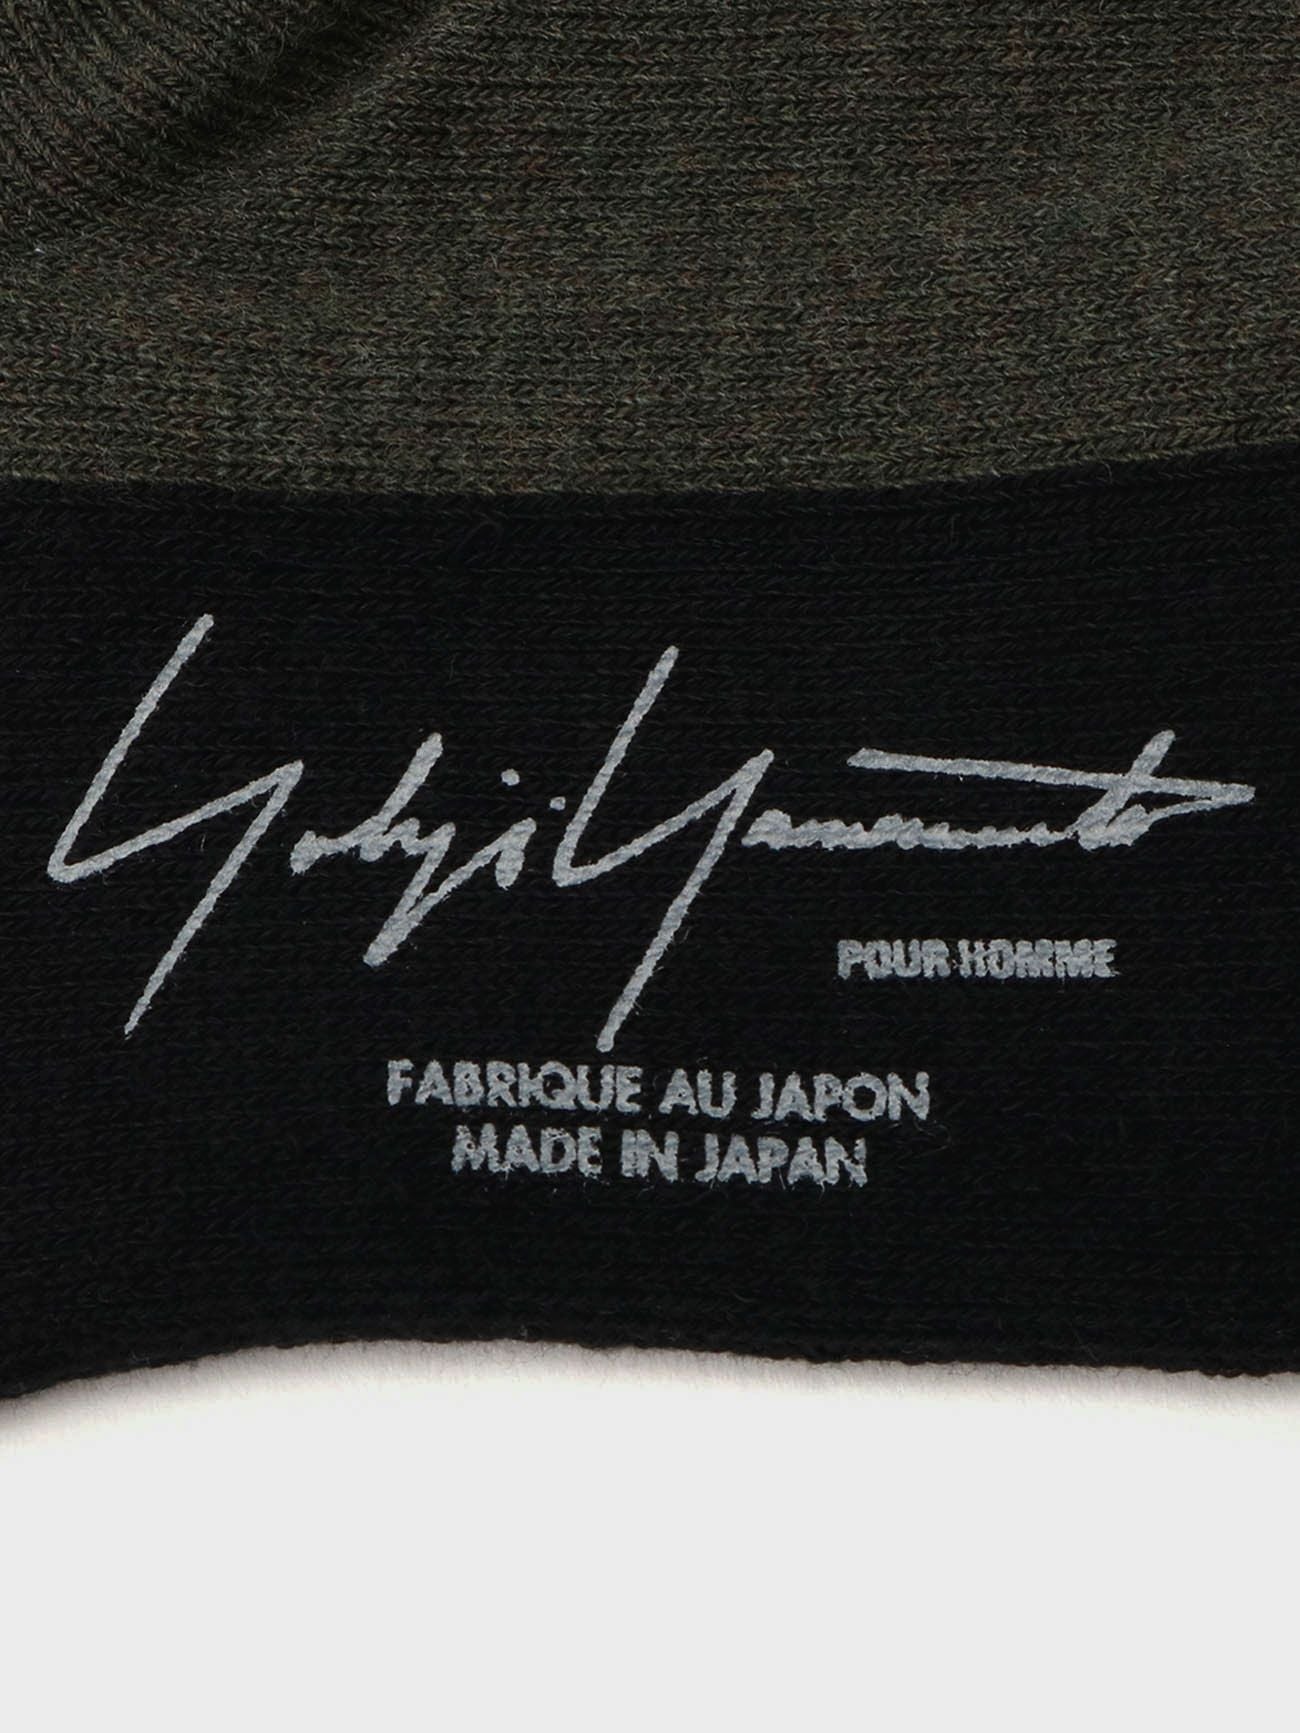 Yohji Yamamoto
POUR HOMME
FABRIQUE AU JAPON
MADE IN JAPAN